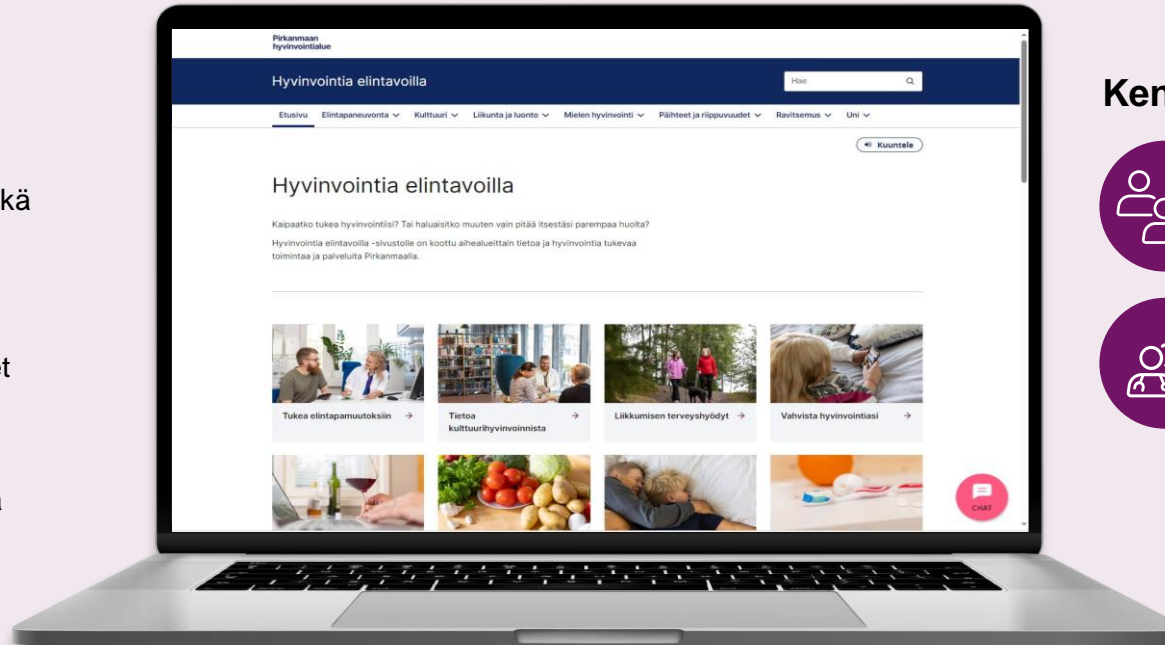 kä
et
ä
Pirkanmaan
hyvinvointialue
Hyvinvointia elintavoilla
Hae
Etusivu Elintapaneuvonta Kulttuuri Liikunta ja luonto Mielen hyvinvointi Päihteet ja riippuvuudet Ravitsemus Uni
Kuuntele
Hyvinvointia elintavoilla
Kaipaatko tukea hyvinvointiisi? Tai haluaisitko muuten vain pitää itsestäsi parempaa huolta?
Hyvinvointia elintavoilla -sivustolle on koottu aihealueittain tietoa ja hyvinvointia tukevaa
toimintaa ja palveluita Pirkanmaalla.
Tukea elintapamuutoksiin →
Tietoa →
kulttuurihyvinvoinnista
Liikkumisen terveyshyödyt →
Vahvista hyvinvointiasi →
CHAT
Ken